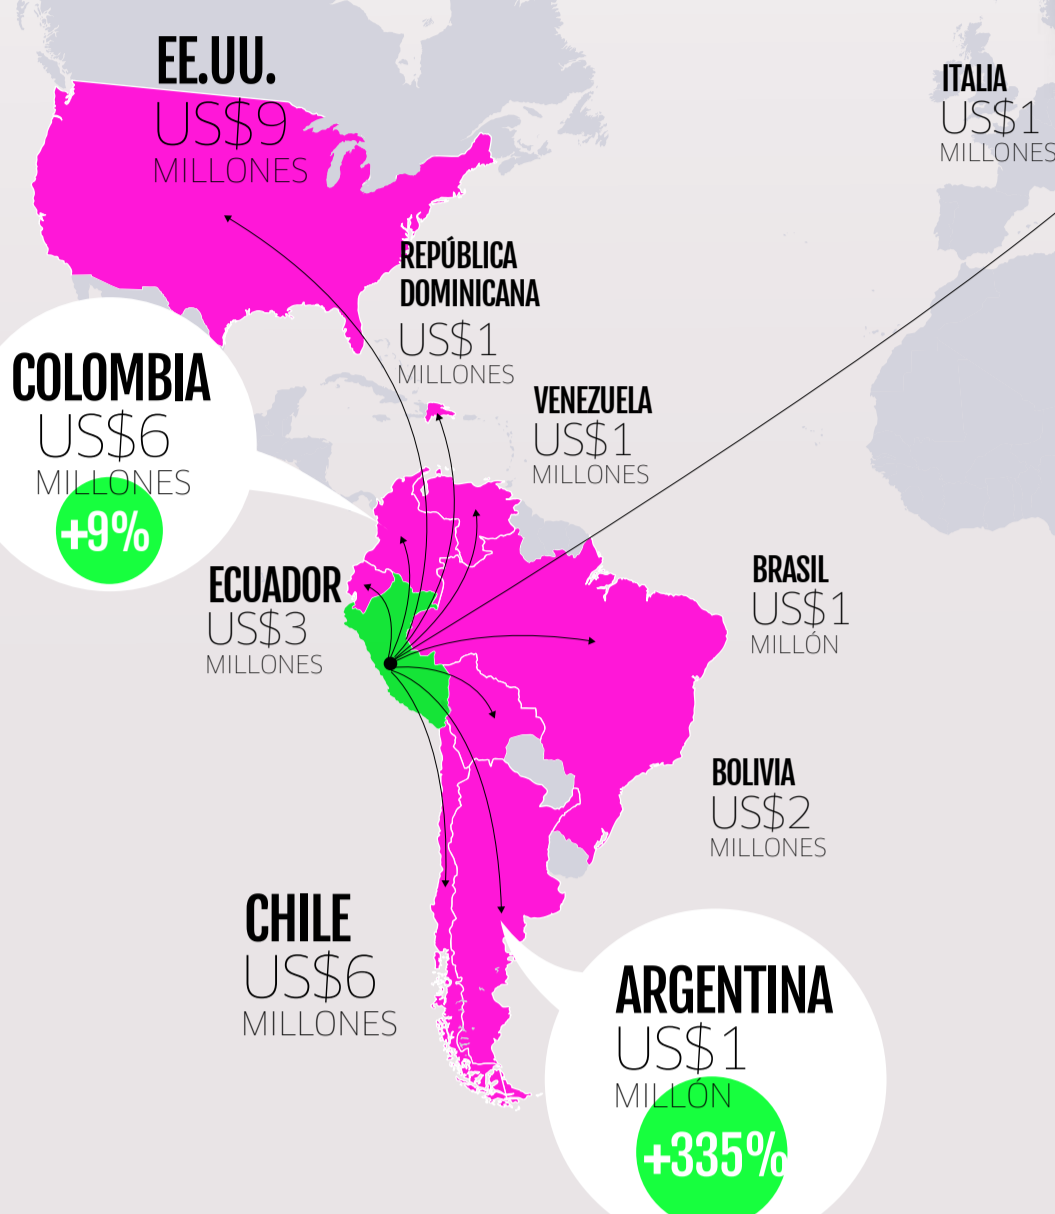 EE.UU.
US$9
MILLONES
ITALIA
US$1
MILLONES
REPÚBLICA
DOMINICANA
US$1
MILLONES
COLOMBIA
US$6
MILLONES
+9%
VENEZUELA
US$1
MILLONES
ECUADOR
US$3
MILLONES
BRASIL
US$1
MILLÓN
BOLIVIA
US$2
MILLONES
CHILE
US$6
MILLONES
ARGENTINA
US$1
MILLÓN
+335%